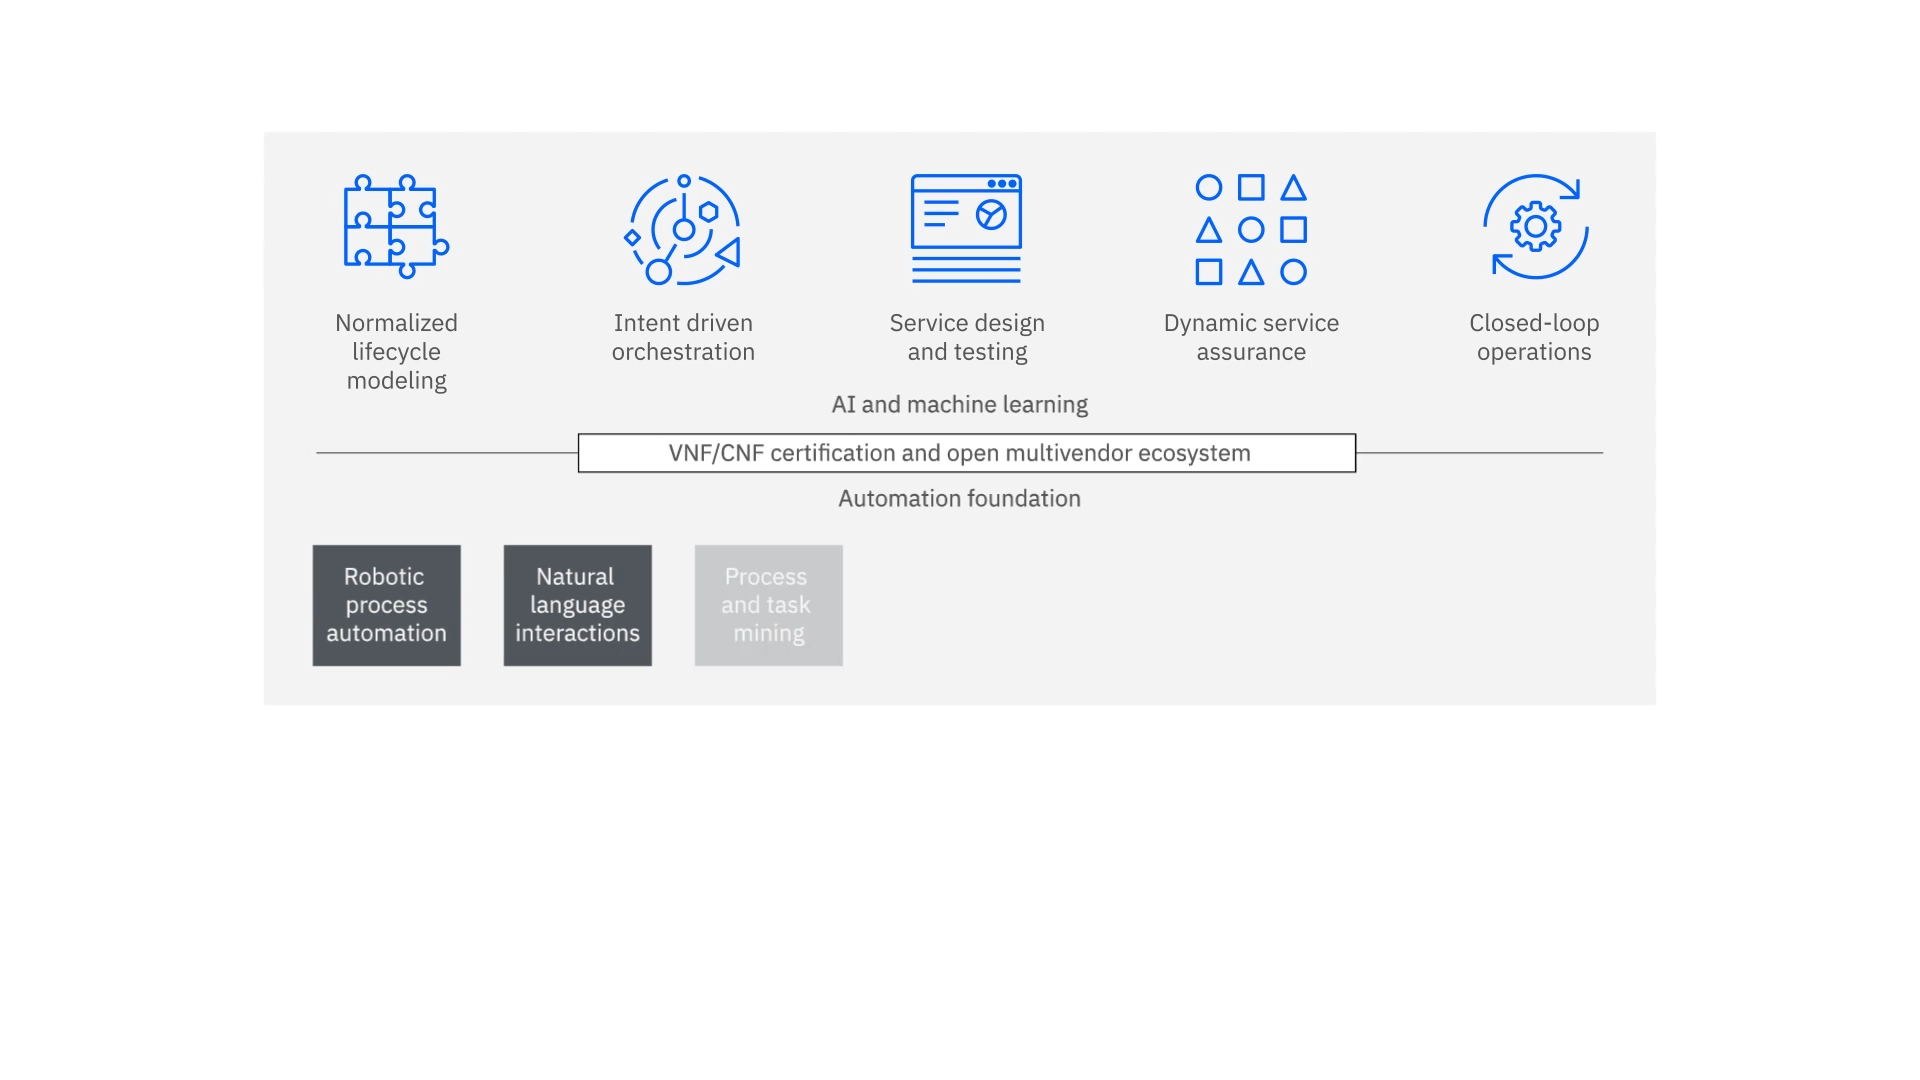 Normalized
lifecycle
modeling
Intent driven
orchestration
Service design
and testing
Dynamic service
assurance
Closed-loop
operations
AI and machine learning
VNF/CNF certification and open multivendor ecosystem
Automation foundation
Robotic
process
automation
Natural
language
interactions
Process
and task
mining